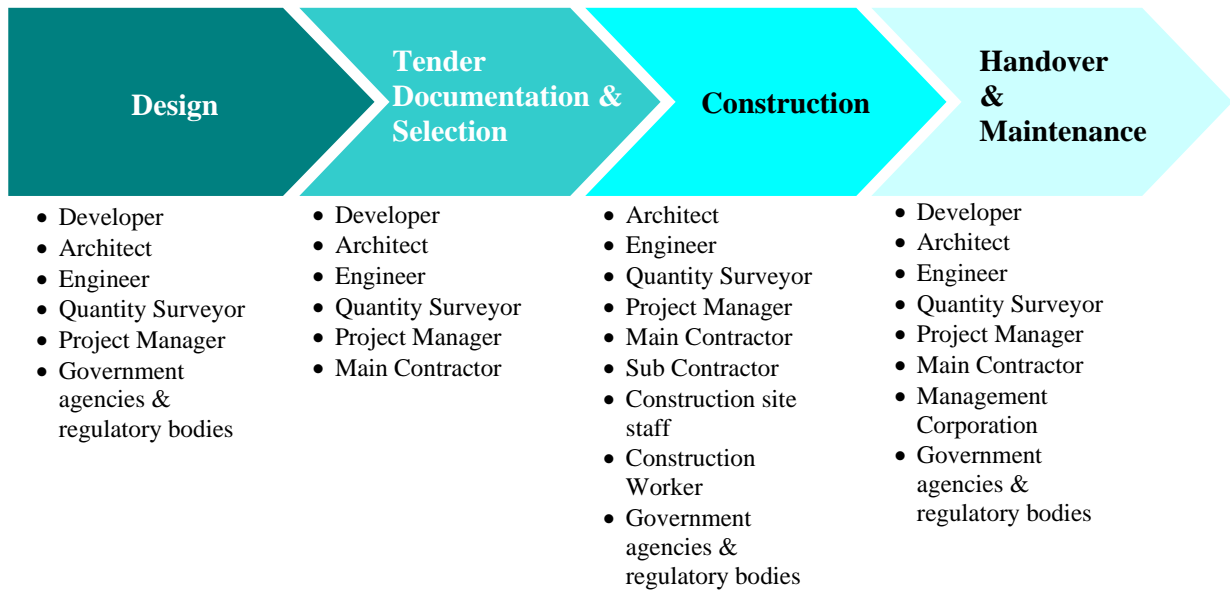 Design
Tender
Documentation &
Selection
Construction
Handover
&
Maintenance
• Developer
• Architect
• Engineer
• Quantity Surveyor
• Project Manager
• Government
agencies &
regulatory bodies
• Developer
• Architect
• Engineer
• Quantity Surveyor
• Project Manager
• Main Contractor
• Architect
• Engineer
• Quantity Surveyor
• Project Manager
• Main Contractor
• Sub Contractor
• Construction site
staff
• Construction
Worker
• Government
agencies &
regulatory bodies
• Developer
• Architect
• Engineer
• Quantity Surveyor
• Project Manager
• Main Contractor
• Management
Corporation
• Government
agencies &
regulatory bodies